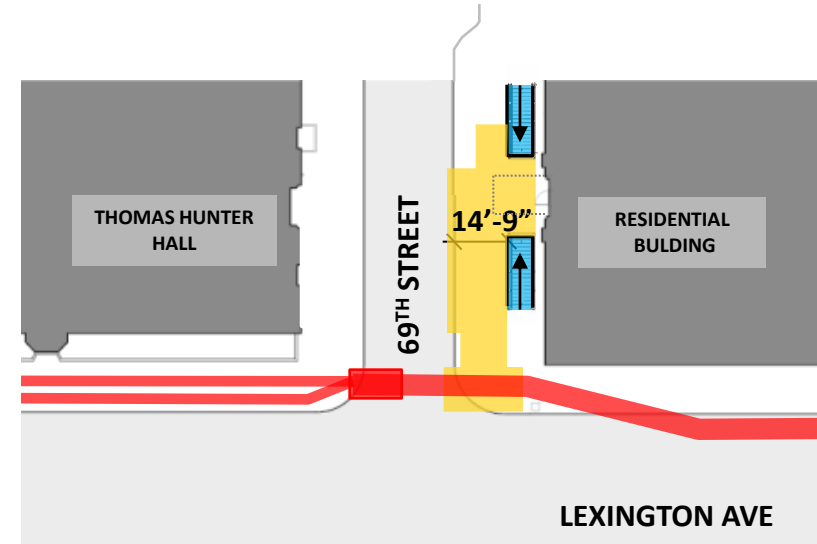 THOMAS HUNTER
HALL
69TH STREET
14’-9”
RESIDENTIAL
BULDING
LEXINGTON AVE